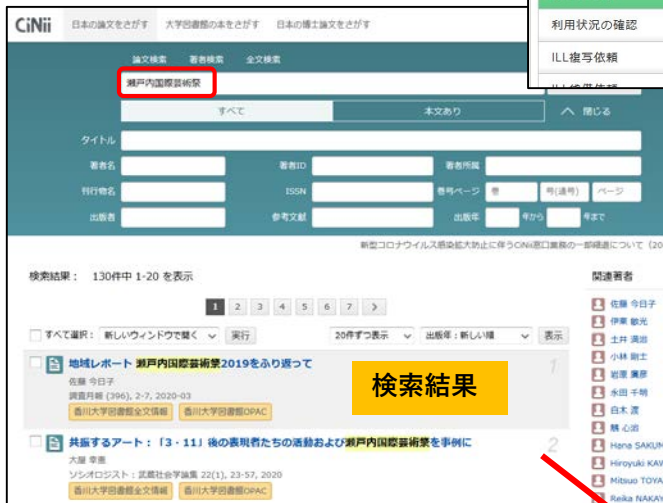 利用状況の確認
ILL複写依頼
CiNii 日本の論文をさがす 大学図書館の本をさがす 日本の博士論文をさがす
論文検索 著者検索 全文検索
瀬戸内国際芸術祭
すべて 本文あり 閉じる
タイトル
著者名 著者ID 著者所属
刊行物名 ISSN 巻号ページ 巻 号(通号) ページ
出版者 参考文献 出版年 年から 年まで
新型コロナウイルス感染拡大防止に伴うCiNii窓口業務の一部縮退について (20
検索結果: 130件中 1-20 を表示
関連著者
1 2 3 4 5 6 7 >
すべて選択: 新しいウィンドウで開く 実行 20件ずつ表示 出版年:新しい順 表示
地域レポート 瀬戸内国際芸術祭2019をふり返って 1
佐藤 今日子
調査月報 (396), 2-7, 2020-03
香川大学図書館全文情報 香川大学図書館OPAC
検索結果
共振するアート:「3・11」後の表現者たちの活動および瀬戸内国際芸術祭を事例に 2
大屋 幸恵
ソシオロジスト : 武蔵社会学論集 22(1), 23-57, 2020
香川大学図書館全文情報 香川大学図書館OPAC
佐藤 今日子
伊東 敏光
土井 満治
小林 剛士
水田 千明
白木 渡
Hana SAKUM
Hiroyuki KAW
Mitsuo TOYA
Reika NAKAY